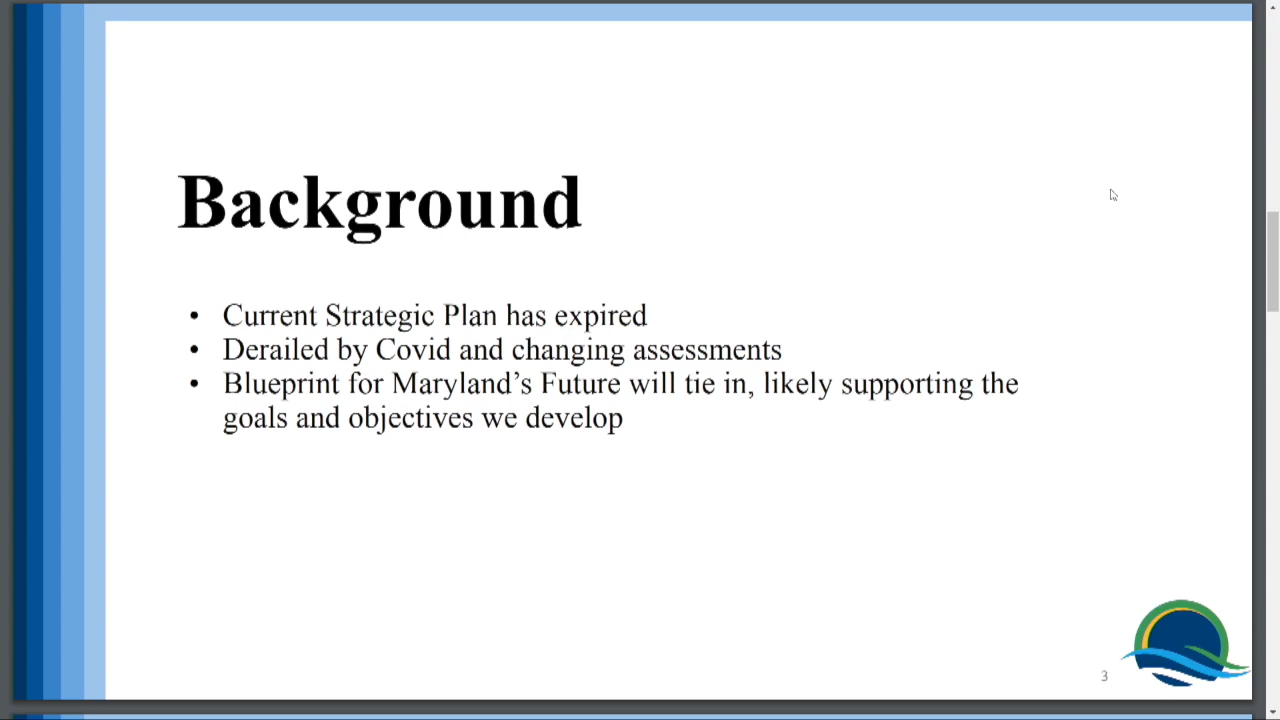 Background
• Current Strategic Plan has expired
• Derailed by Covid and changing assessments
• Blueprint for Maryland’s Future will tie in, likely supporting the
goals and objectives we develop
3